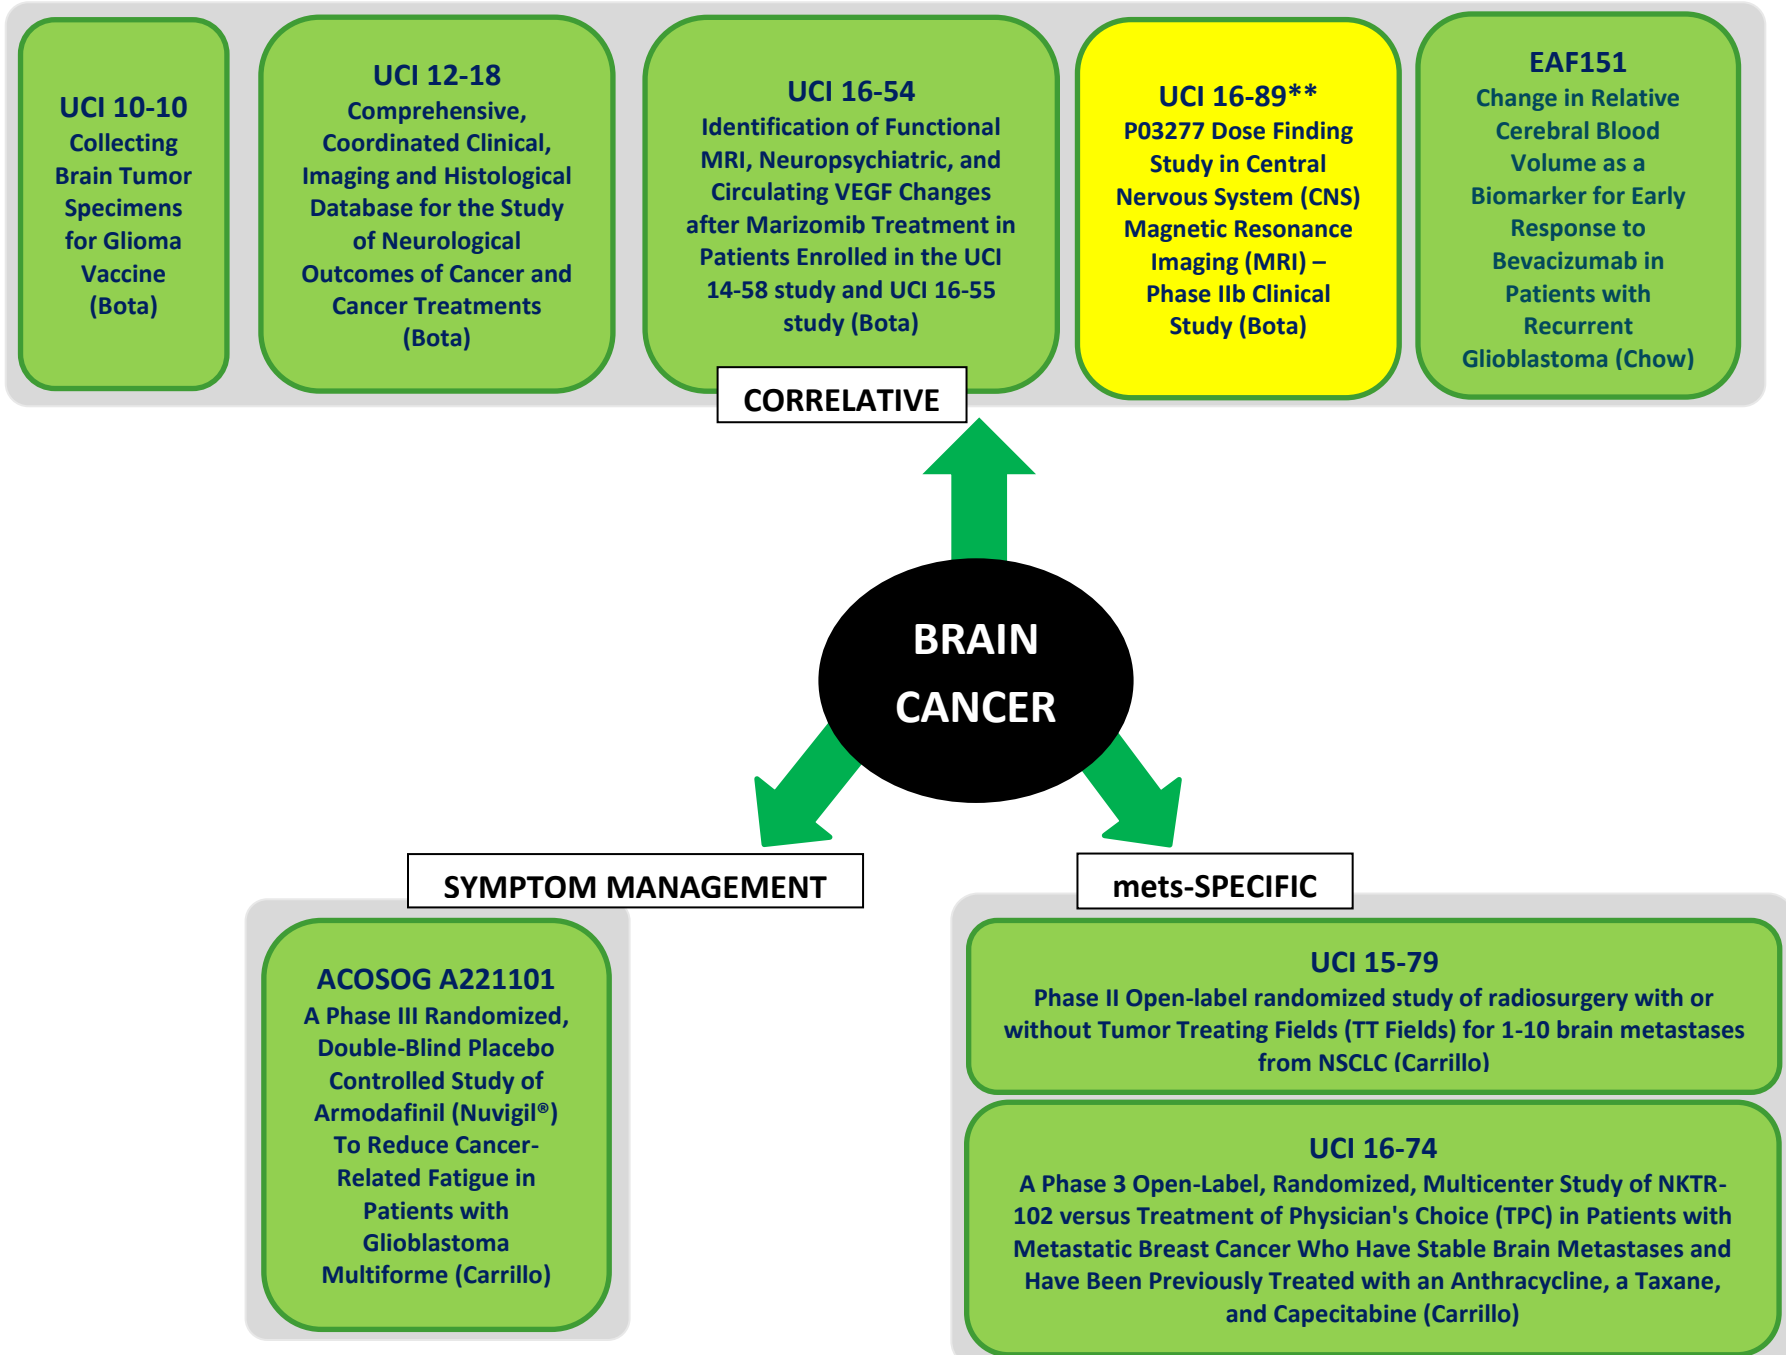 UCI 10-10
Collecting
Brain Tumor
Specimens
for Glioma
Vaccine
(Bota)
UCI 12-18
Comprehensive,
Coordinated Clinical,
Imaging and Histological
Database for the Study
of Neurological
Outcomes of Cancer and
Cancer Treatments
(Bota)
UCI 16-54
Identification of Functional
MRI, Neuropsychiatric, and
Circulating VEGF Changes
after Marizomib Treatment in
Patients Enrolled in the UCI
14-58 study and UCI 16-55
study (Bota)
UCI 16-89**
P03277 Dose Finding
Study in Central
Nervous System (CNS)
Magnetic Resonance
Imaging (MRI) –
Phase IIb Clinical
Study (Bota)
EAF151
Change in Relative
Cerebral Blood
Volume as a
Biomarker for Early
Response to
Bevacizumab in
Patients with
Recurrent
Glioblastoma (Chow)
CORRELATIVE
BRAIN
CANCER
SYMPTOM MANAGEMENT
ACOSOG A221101
A Phase III Randomized,
Double-Blind Placebo
Controlled Study of
Armodafinil (Nuvigil®)
To Reduce Cancer-
Related Fatigue in
Patients with
Glioblastoma
Multiforme (Carrillo)
mets-SPECIFIC
UCI 15-79
Phase II Open-label randomized study of radiosurgery with or
without Tumor Treating Fields (TT Fields) for 1-10 brain metastases
from NSCLC (Carrillo)
UCI 16-74
A Phase 3 Open-Label, Randomized, Multicenter Study of NKTR-
102 versus Treatment of Physician's Choice (TPC) in Patients with
Metastatic Breast Cancer Who Have Stable Brain Metastases and
Have Been Previously Treated with an Anthracycline, a Taxane,
and Capecitabine (Carrillo)